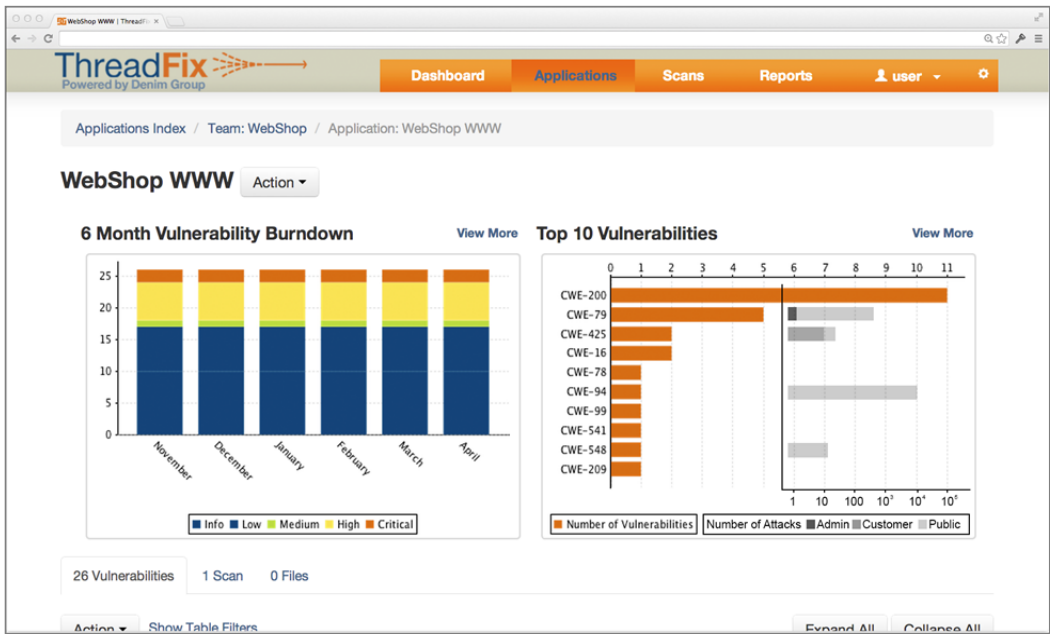 WebShop WWW | ThreadFi
ThreadFix
Powered by Denim Group
Dashboard Applications Scans Reports user
Applications Index / Team: WebShop / Application: WebShop WWW
WebShop WWW Action
6 Month Vulnerability Burndown View More
25
20
15
10
5
0
November December January February March April
Info Low Medium High Critical
Top 10 Vulnerabilities View More
0 1 2 3 4 5 6 7 8 9 10 11
CWE-200
CWE-79
CWE-425
CWE-16
CWE-78
CWE-94
CWE-99
CWE-541
CWE-548
CWE-209
1 10 100 10³ 10⁴ 10⁵
Number of Vulnerabilities Number of Attacks Admin Customer Public
26 Vulnerabilities 1 Scan 0 Files
Action Show Table Filters Expand All Collapse All